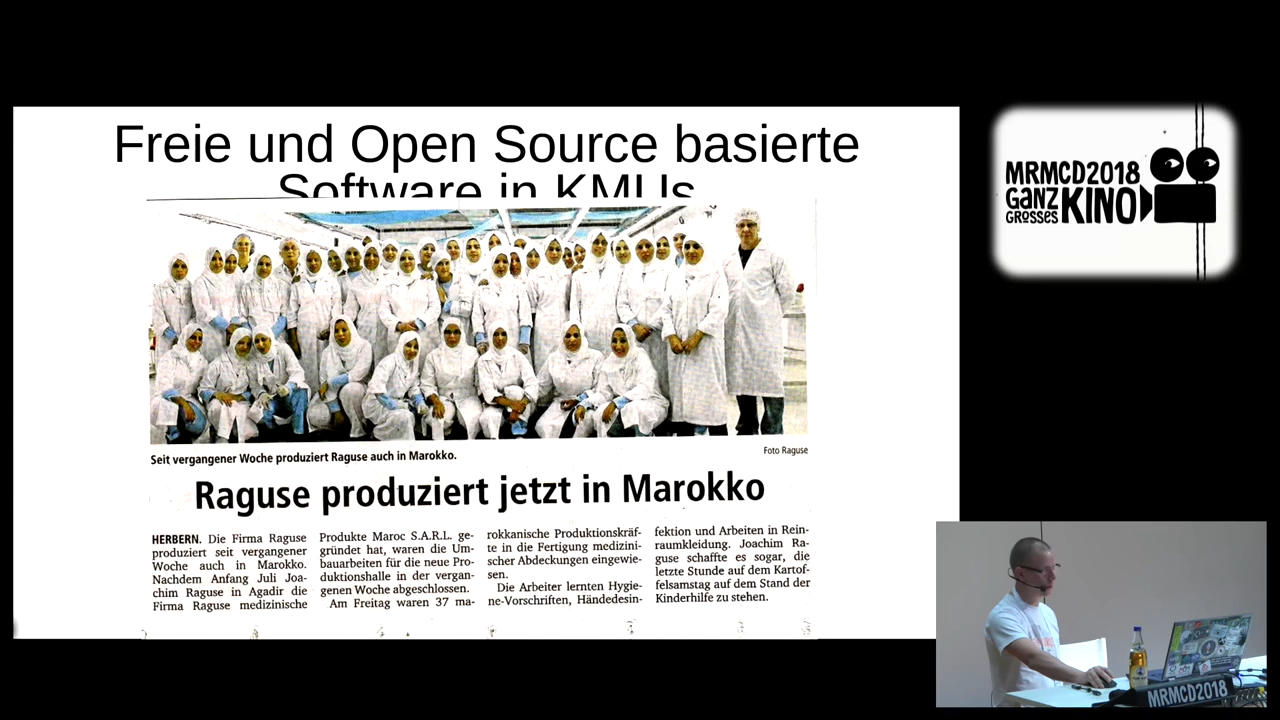 Freie und Open Source basierte
Software in KMUs
MRMCD2018
GANZ
GROSSES
KINO
Seit vergangener Woche produziert Raguse auch in Marokko.
Foto Raguse
Raguse produziert jetzt in Marokko
HERBERN. Die Firma Raguse
produziert seit vergangener
Woche auch in Marokko.
Nachdem Anfang Juli Joa-
chim Raguse in Agadir die
Firma Raguse medizinische
Produkte Maroc S.A.R.L. ge-
gründet hat, waren die Um-
bauarbeiten für die neue Pro-
duktionshalle in der vergan-
genen Woche abgeschlossen.
Am Freitag waren 37 ma-
rokkanische Produktionskräf-
te in die Fertigung medizini-
scher Abdeckungen eingewie-
sen.
Die Arbeiter lernten Hygie-
ne-Vorschriften, Händedesin-
fektion und Arbeiten in Rein-
raumkleidung. Joachim Ra-
guse schaffte es sogar, die
letzte Stunde auf dem Kartof-
felsamstag auf dem Stand der
Kinderhilfe zu stehen.
MRMCD2018